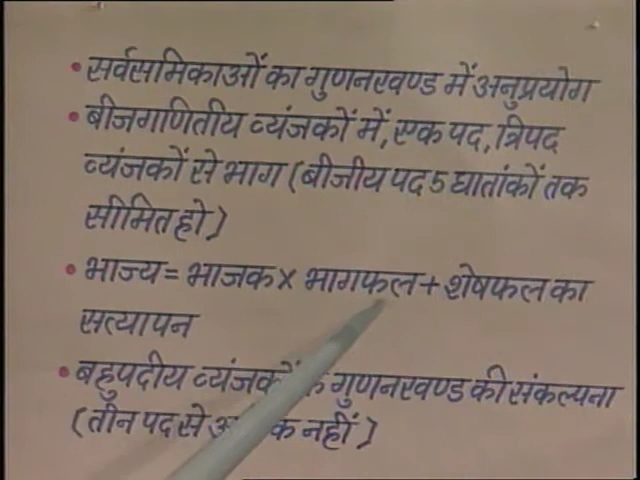 • सर्वसमिकाओं का गुणनखण्ड में अनुप्रयोग
• बीजगणितीय व्यंजकों में, एक पद, त्रिपद
व्यंजकों से भाग (बीजीय पद 5 घातांकों तक
सीमित हो)
• भाज्य = भाजक × भागफल + शेषफल का
सत्यापन
• बहुपदीय व्यंजकों के गुणनखण्ड की संकल्पना
(तीन पद से नहीं)